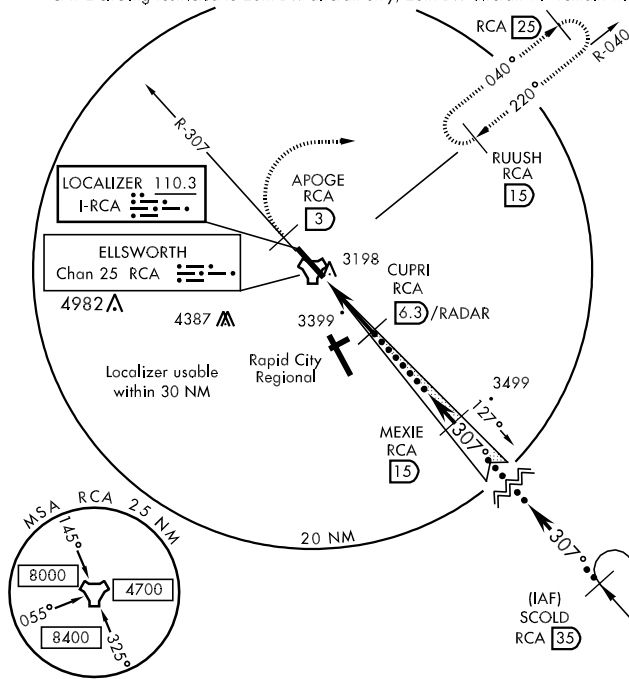 RCA 25
R-040
040°
220°
R-307
RUUSH
RCA
15
LOCALIZER 110.3
I-RCA
APOGE
RCA
3
ELLSWORTH
Chan 25 RCA
3198
CUPRI
RCA
6.3 /RADAR
4982
4387
3399
Rapid City
Regional
Localizer usable
within 30 NM
3499
127°
MEXIE
RCA
15
307°
20 NM
307°
MSA RCA 25 NM
145°
8000
4700
055°
8400
325°
(IAF)
SCOLD
RCA 35